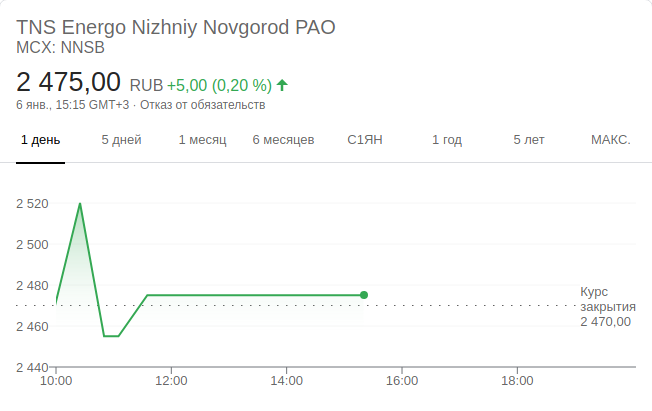 TNS Energo Nizhniy Novgorod PAO
MCX: NNSB
2 475,00 RUB +5,00 (0,20 %)
6 янв., 15:15 GMT+3 · Отказ от обязательств
1 день 5 дней 1 месяц 6 месяцев С1ЯН 1 год 5 лет МАКС.
2 520
2 500
2 480
2 460
2 440
Курс
закрытия
2 470,00
10:00 12:00 14:00 16:00 18:00